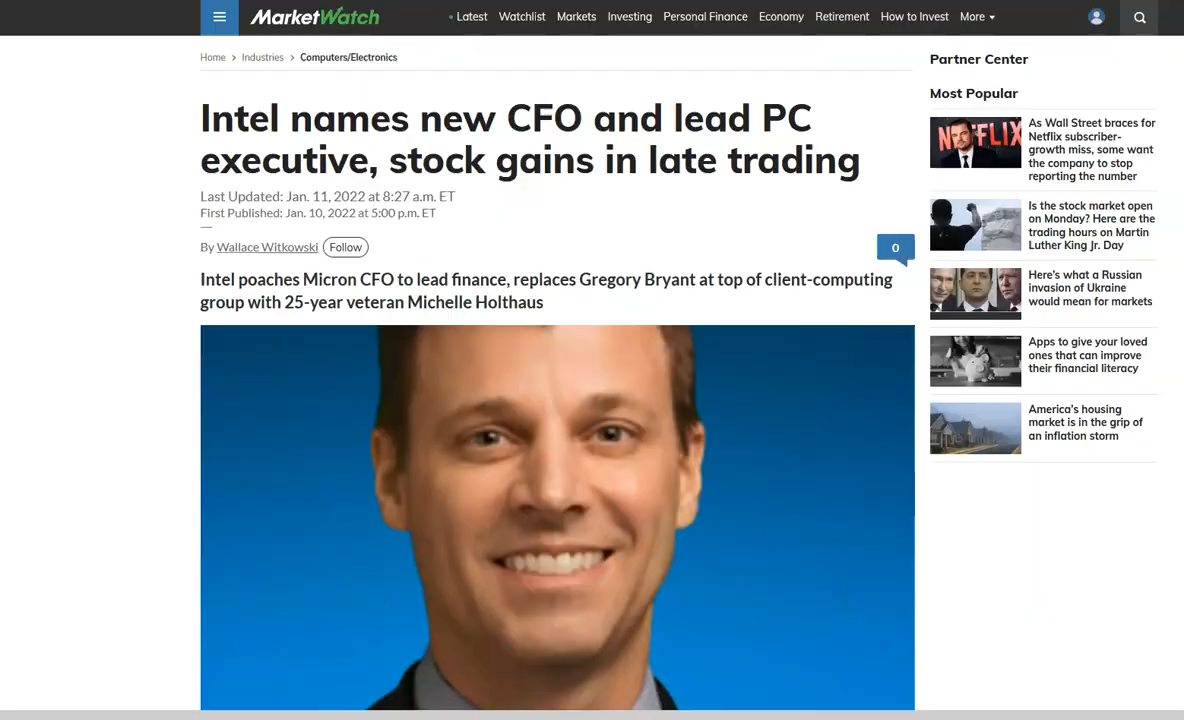 MarketWatch
Latest Watchlist Markets Investing Personal Finance Economy Retirement How to Invest More
Home > Industries > Computers/Electronics
Intel names new CFO and lead PC
executive, stock gains in late trading
Last Updated: Jan. 11, 2022 at 8:27 a.m. ET
First Published: Jan. 10, 2022 at 5:00 p.m. ET
By Wallace Witkowski Follow
0
Intel poaches Micron CFO to lead finance, replaces Gregory Bryant at top of client-computing
group with 25-year veteran Michelle Holthaus
Partner Center
Most Popular
NETFLIX
As Wall Street braces for
Netflix subscriber-
growth miss, some want
the company to stop
reporting the number
Is the stock market open
on Monday? Here are the
trading hours on Martin
Luther King Jr. Day
Here's what a Russian
invasion of Ukraine
would mean for markets
Apps to give your loved
ones that can improve
their financial literacy
America's housing
market is in the grip of
an inflation storm